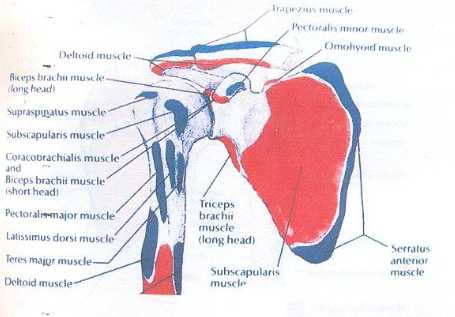 Trapezius muscle
Pectoralis minor muscle
Omohyoid muscle
Deltoid muscle
Biceps brachii muscle
(long head)
Supraspinatus muscle
Subscapularis muscle
Coracobrachialis muscle
and
Biceps brachii muscle
(short head)
Pectoralis major muscle
Latissimus dorsi muscle
Teres major muscle
Deltoid muscle
Triceps
brachii
muscle
(long head)
Subscapularis
muscle
Serratus
anterior
muscle